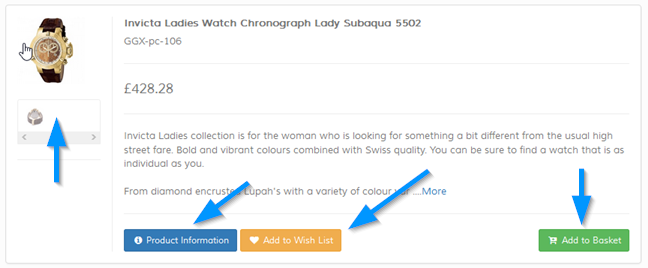 Invicta Ladies Watch Chronograph Lady Subaqua 5502
GGX-pc-106
£428.28
Invicta Ladies collection is for the woman who is looking for something a bit different from the usual high
street fare. Bold and vibrant colours combined with Swiss quality. You can be sure to find a watch that is as
individual as you.
From diamond encrusted Lupah's with a variety of colour ....More
Product Information
Add to Wish List
Add to Basket